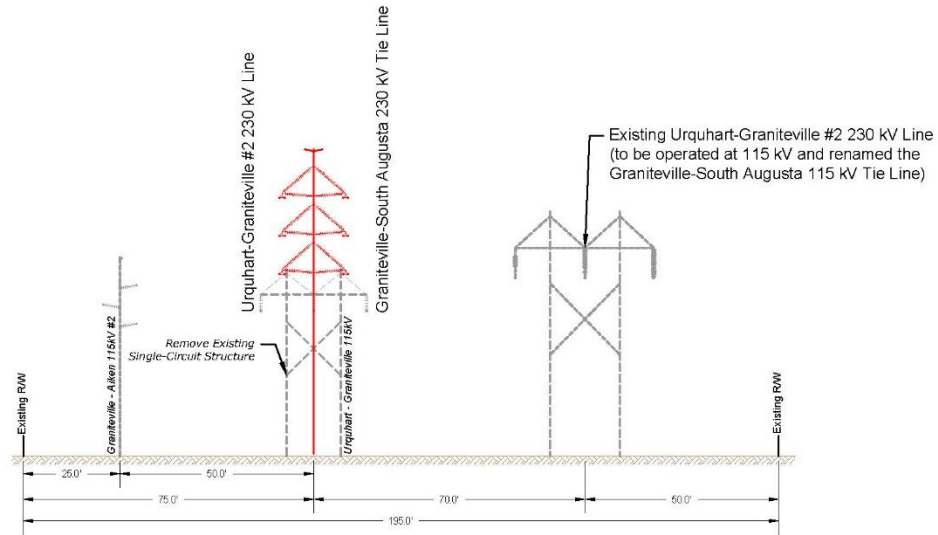 Urquhart-Graniteville #2 230 kV Line
Graniteville-South Augusta 230 kV Tie Line
Existing Urquhart-Graniteville #2 230 kV Line
(to be operated at 115 kV and renamed the
Graniteville-South Augusta 115 kV Tie Line)
Remove Existing
Single-Circuit Structure
Existing R/W
Graniteville - Aiken 115kV #2
Urquhart - Graniteville 115kV
Existing R/W
25.0'
50.0'
75.0'
70.0'
50.0'
195.0'